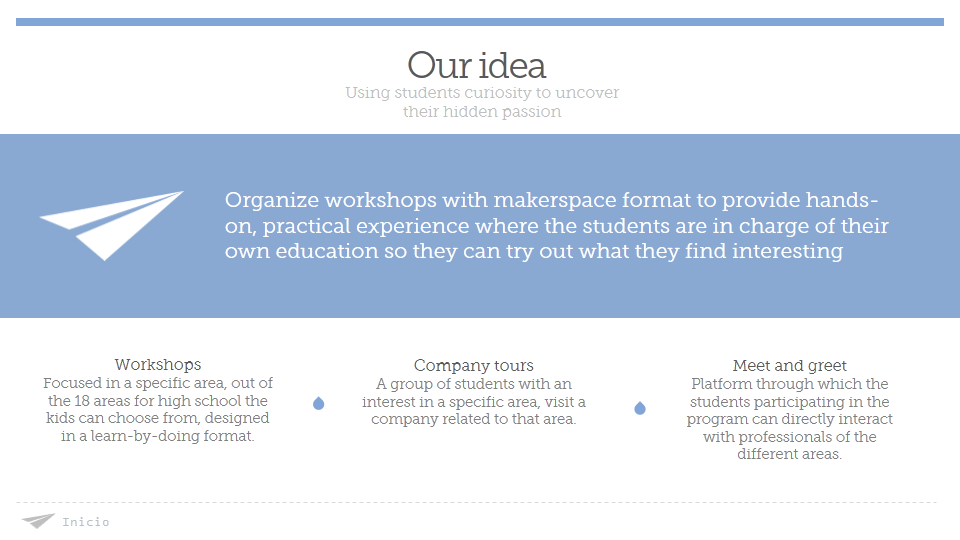 Our idea
Using students curiosity to uncover
their hidden passion
Organize workshops with makerspace format to provide hands-
on, practical experience where the students are in charge of their
own education so they can try out what they find interesting
Workshops
Focused in a specific area, out of
the 18 areas for high school the
kids can choose from, designed
in a learn-by-doing format.
Company tours
A group of students with an
interest in a specific area, visit a
company related to that area.
Meet and greet
Platform through which the
students participating in the
program can directly interact
with professionals of the
different areas.
Inicio